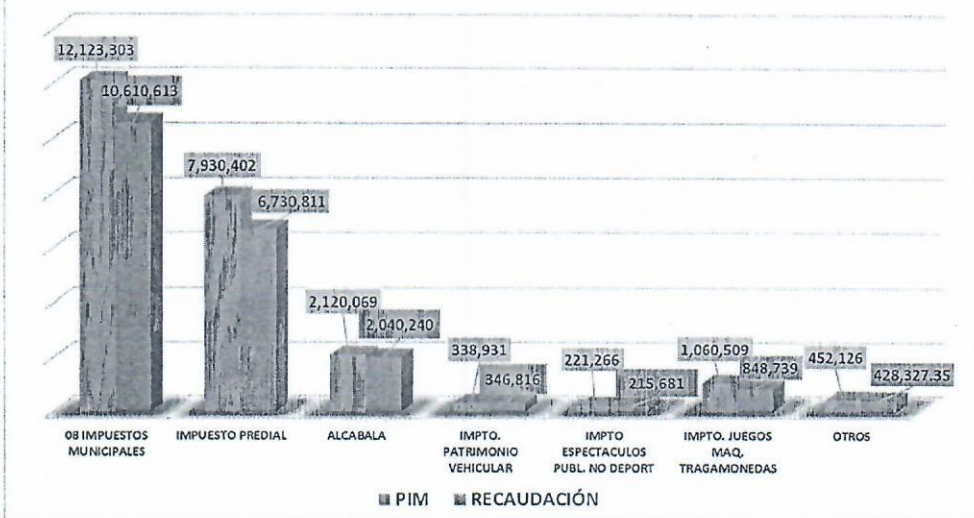 12,123,303
10,610,613
7,930,402
6,730,811
2,120,069
2,040,240
338,931
346,816
221,266
215,681
1,060,509
848,739
452,126
428,327.35
08 IMPUESTOS
MUNICIPALES
IMPUESTO PREDIAL
ALCABALA
IMPTO.
PATRIMONIO
VEHICULAR
IMPTO
ESPECTACULOS
PUBL. NO DEPORT
IMPTO. JUEGOS
MAQ.
TRAGAMONEDAS
OTROS
PIM
RECAUDACIÓN